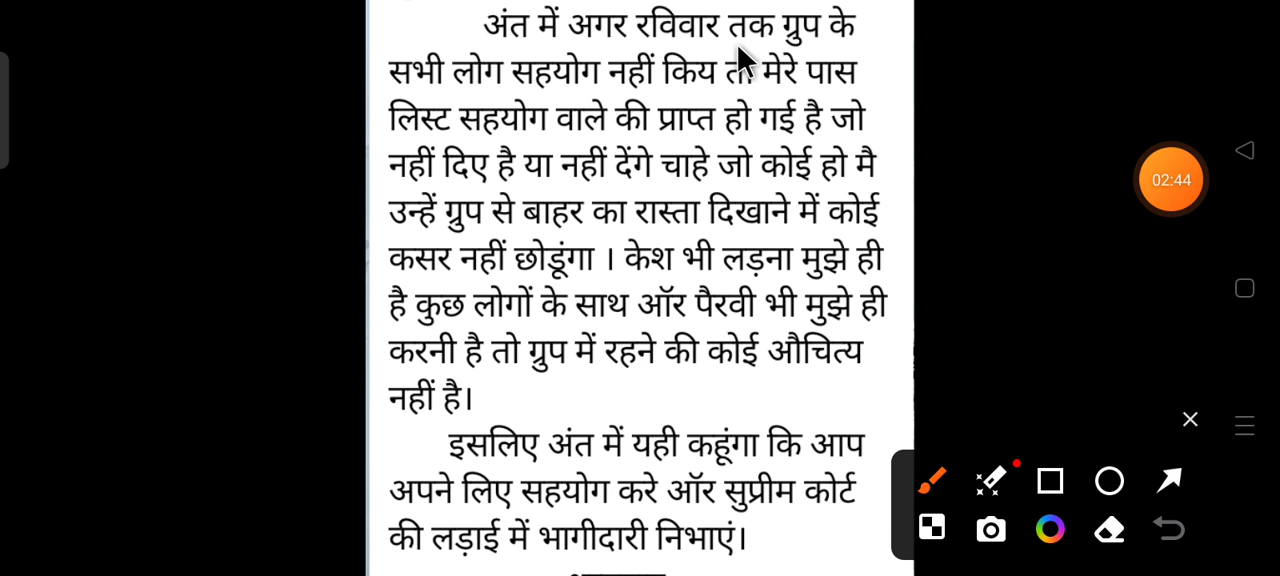 अंत में अगर रविवार तक ग्रुप के
सभी लोग सहयोग नहीं किय तो मेरे पास
लिस्ट सहयोग वाले की प्राप्त हो गई है जो
नहीं दिए है या नहीं देंगे चाहे जो कोई हो मै
उन्हें ग्रुप से बाहर का रास्ता दिखाने में कोई
कसर नहीं छोडूंगा । केश भी लड़ना मुझे ही
है कुछ लोगों के साथ ऑर पैरवी भी मुझे ही
करनी है तो ग्रुप में रहने की कोई औचित्य
नहीं है।
इसलिए अंत में यही कहूंगा कि आप
अपने लिए सहयोग करे ऑर सुप्रीम कोर्ट
की लड़ाई में भागीदारी निभाएं।
02:44